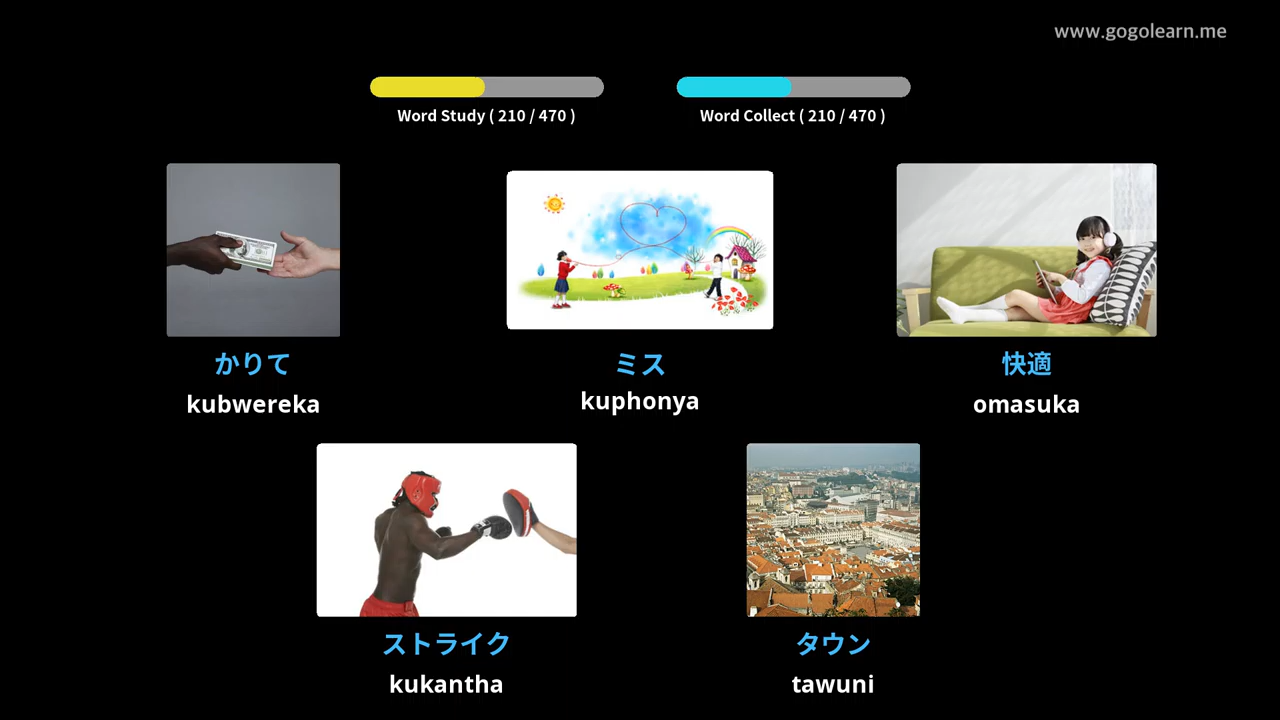 www.gogolearn.me
Word Study ( 210 / 470 )
Word Collect ( 210 / 470 )
かりて
kubwereka
ミス
kuphonya
快適
omasuka
ストライク
kukantha
タウン
tawuni